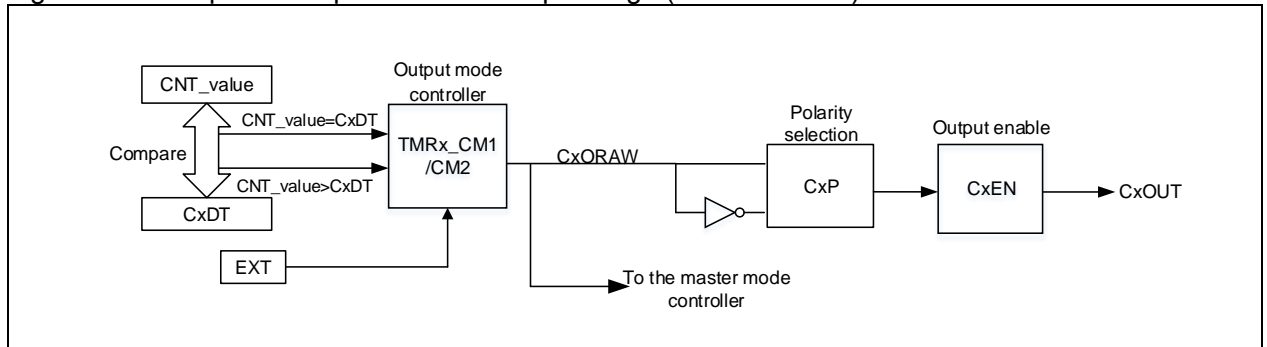 CNT_value
Compare
CxDT
EXT
CNT_value=CxDT
CNT_value>CxDT
Output mode
controller
TMRx_CM1
/CM2
CxORAW
To the master mode
controller
Polarity
selection
CxP
Output enable
CxEN
CxOUT